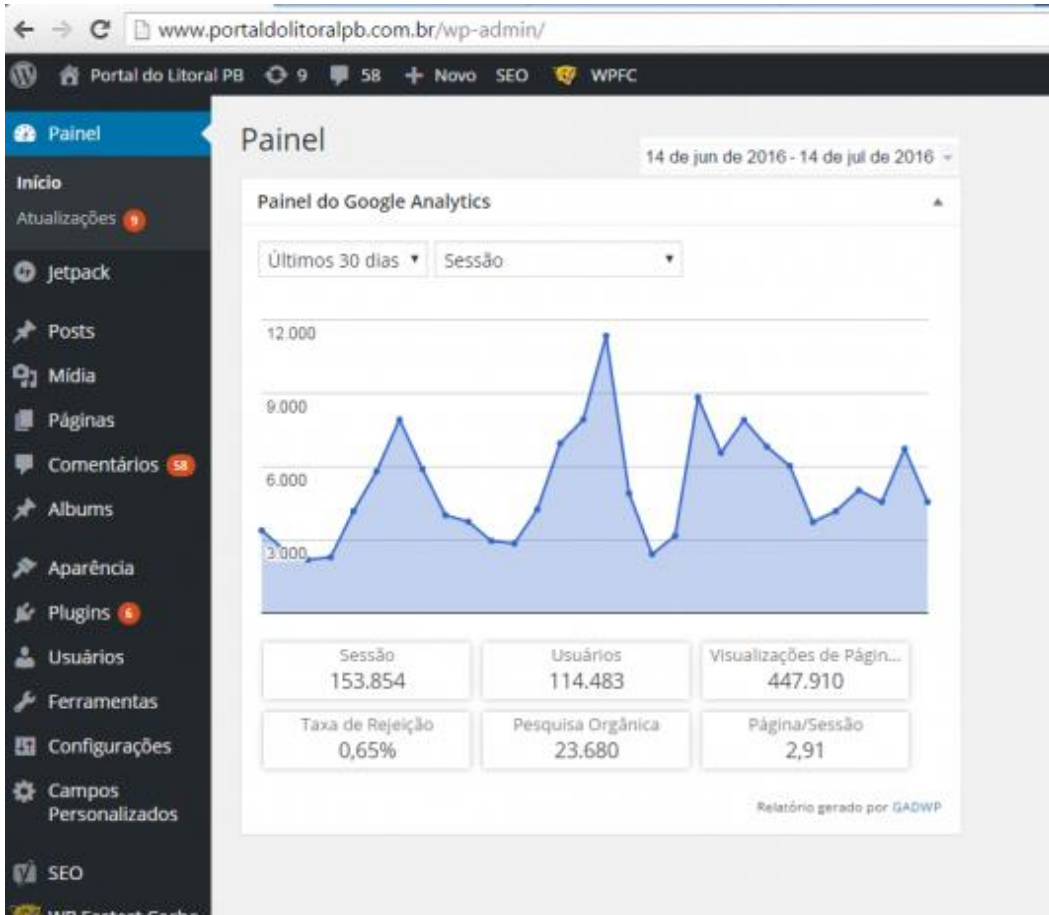 www.portaldolitoralpb.com.br/wp-admin/
Portal do Litoral PB 9 58 + Novo SEO WPFC
Painel
Início
Atualizações 9
Jetpack
Posts
Mídia
Páginas
Comentários 58
Albums
Aparência
Plugins 6
Usuários
Ferramentas
Configurações
Campos
Personalizados
SEO
WP Fastest Cache
Painel
14 de jun de 2016 - 14 de jul de 2016
Painel do Google Analytics
Últimos 30 dias Sessão
12.000
9.000
6.000
3.000
Sessão Usuários Visualizações de Págin...
153.854 114.483 447.910
Taxa de Rejeição Pesquisa Orgânica Página/Sessão
0,65% 23.680 2,91
Relatório gerado por GADWP